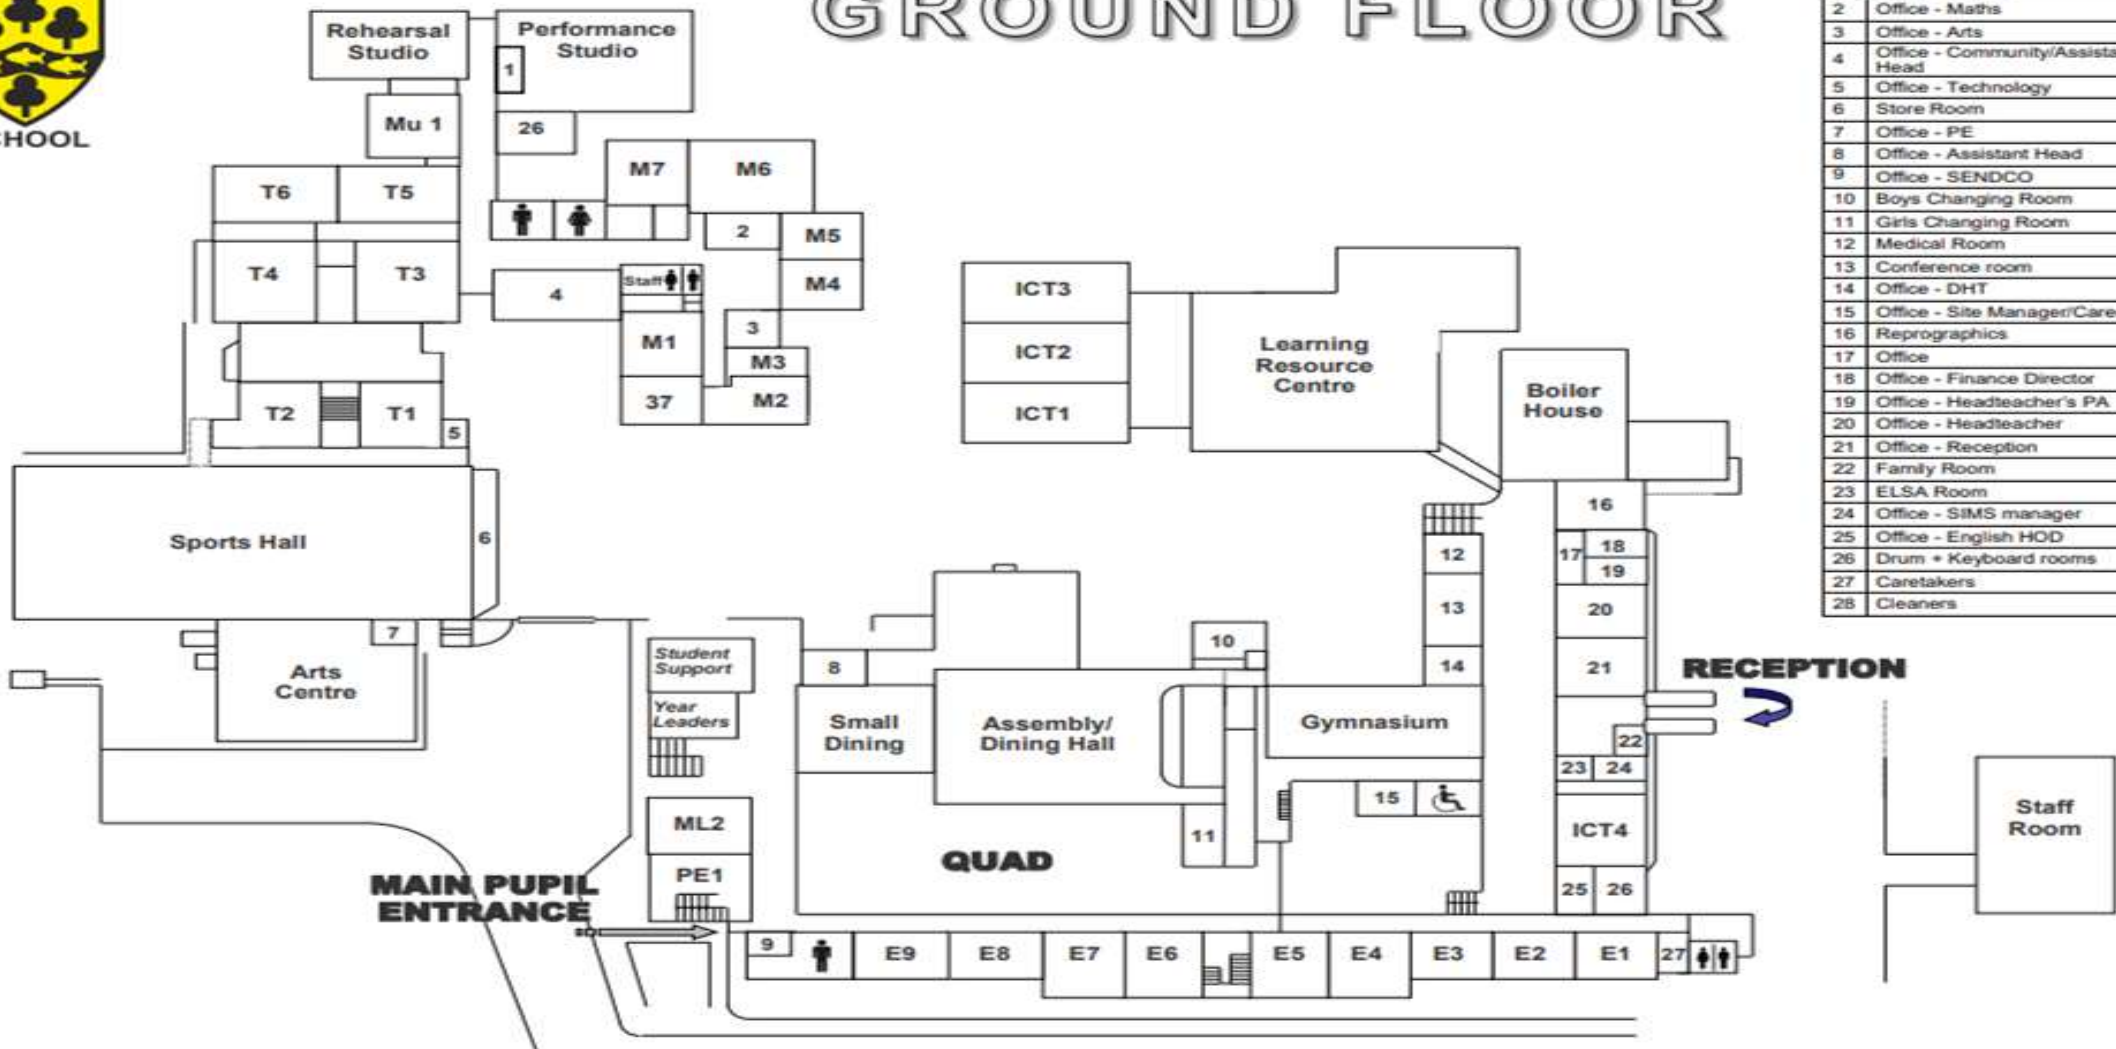 GROUND FLOOR
CHOOL
Rehearsal
Studio
Performance
Studio
1
Mu 1
26
M7
M6
T6
T5
2
M5
T4
T3
4
Staff
M4
3
M1
M3
37
M2
T2
T1
5
ICT3
ICT2
ICT1
Learning
Resource
Centre
Boiler
House
Sports Hall
6
16
12
17
18
19
13
20
7
Arts
Centre
Student
Support
8
10
14
21
RECEPTION
Year
Leaders
Small
Dining
Assembly/
Dining Hall
Gymnasium
22
23
24
15
ML2
11
ICT4
Staff
Room
QUAD
PE1
25
26
MAIN PUPIL
ENTRANCE
9
E9
E8
E7
E6
E5
E4
E3
E2
E1
27
2 Office - Maths
3 Office - Arts
4 Office - Community/Assista
Head
5 Office - Technology
6 Store Room
7 Office - PE
8 Office - Assistant Head
9 Office - SENDCO
10 Boys Changing Room
11 Girls Changing Room
12 Medical Room
13 Conference room
14 Office - DHT
15 Office - Site Manager/Care
16 Reprographics
17 Office
18 Office - Finance Director
19 Office - Headteacher's PA
20 Office - Headteacher
21 Office - Reception
22 Family Room
23 ELSA Room
24 Office - SIMS manager
25 Office - English HOD
26 Drum + Keyboard rooms
27 Caretakers
28 Cleaners